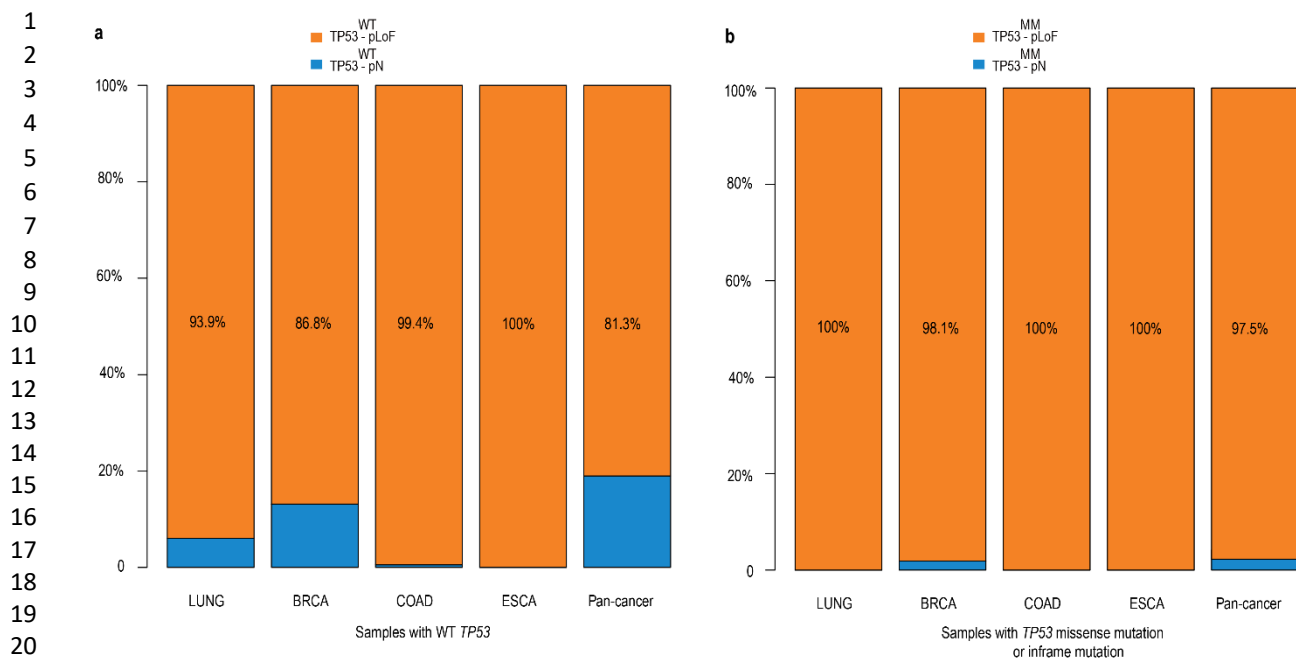 1
2
3
4
5
6
7
8
9
10
11
12
13
14
15
16
17
18
19
20
a
WT
TP53 - pLoF
WT
TP53 - pN
100%
80%
60%
40%
20%
0
93.9%
86.8%
99.4%
100%
81.3%
LUNG
BRCA
COAD
ESCA
Pan-cancer
Samples with WT TP53
b
MM
TP53 - pLoF
MM
TP53 - pN
100%
80%
60%
40%
20%
0
100%
98.1%
100%
100%
97.5%
LUNG
BRCA
COAD
ESCA
Pan-cancer
Samples with TP53 missense mutation
or inframe mutation